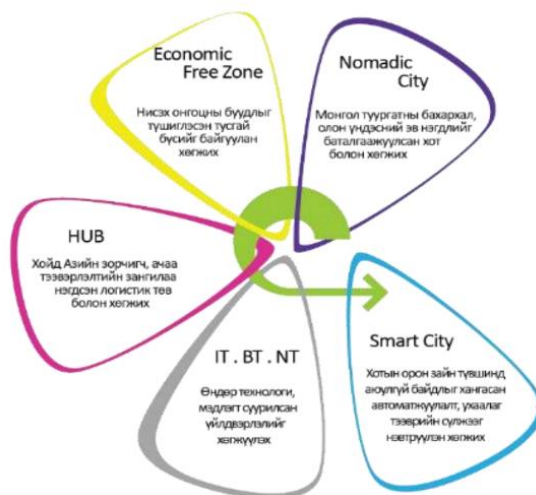 Economic
Free Zone
Нисэх онгоцны буудлыг
түшиглэсэн тусгай
бүсийг байгуулан
хөгжих
Nomadic
City
Монгол туургатны бахархал,
олон үндэсний эв нэгдлийг
баталгаажуулсан хот
болон хөгжих
HUB
Хойд Азийн зорчигч, ачаа
тээвэрлэлтийн зангилаа
нэгдсэн логистик төв
болон хөгжих
IT . BT . NT
Өндөр технологи,
мэдлэгт суурилсан
үйлдвэрлэлийг
хөгжүүлэх
Smart City
Хотын орон зайн түвшинд
аюулгүй байдлыг хангасан
автоматжуулалт, ухаалаг
тээврийн сүлжээг
нэвтрүүлэн хөгжих